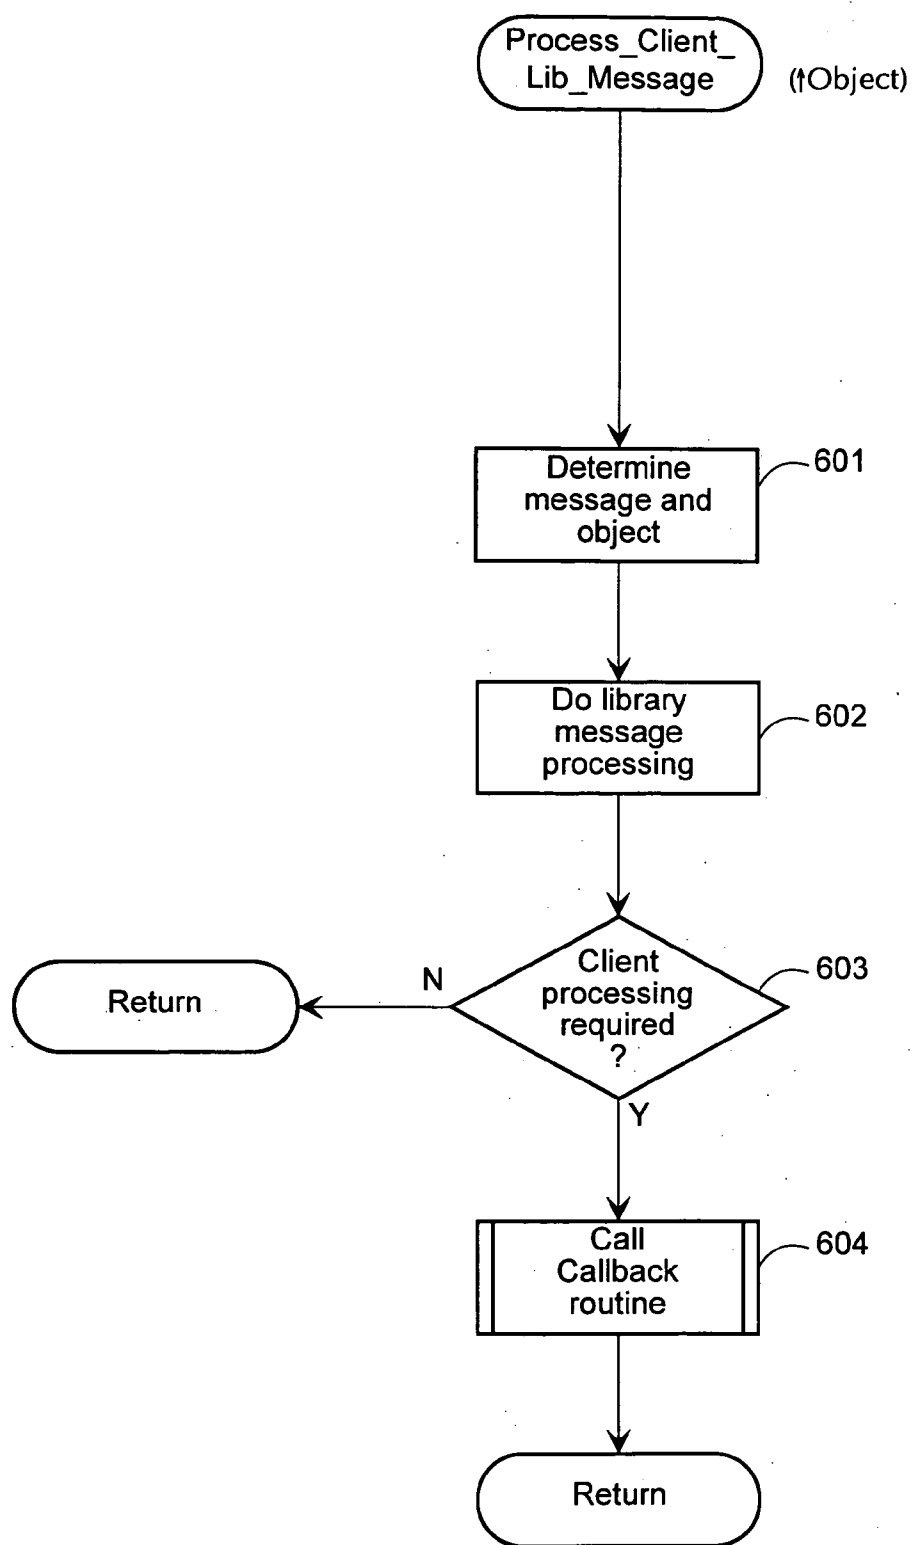 Process_Client_
Lib_Message
(↑Object)
Determine
message and
object
601
Do library
message
processing
602
Client
processing
required
?
603
N
Return
Y
Call
Callback
routine
604
Return